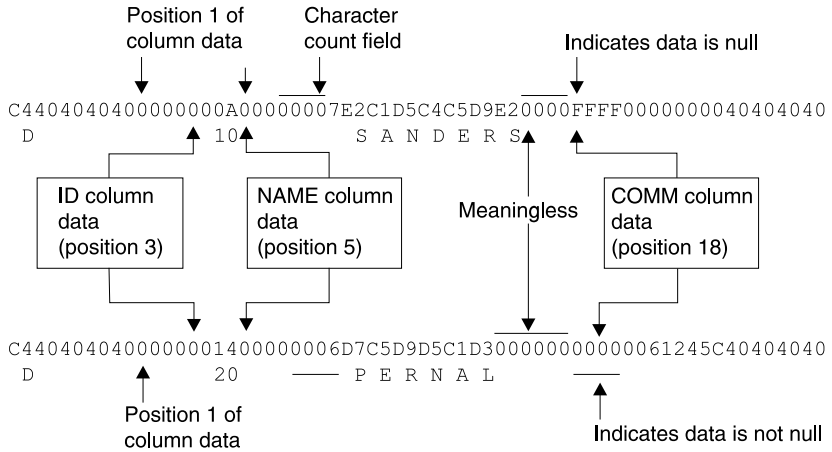 Position 1 of
column data
Character
count field
Indicates data is null
C4404040400000000A00000007E2C1D5C4C5D9E20000FFFF0000000040404040
D 10 S A N D E R S
ID column
data
(position 3)
NAME column
data
(position 5)
Meaningless
COMM column
data
(position 18)
C4404040400000001400000006D7C5D9D5C1D300000000000061245C40404040
D 20 P E R N A L
Position 1 of
column data
Indicates data is not null